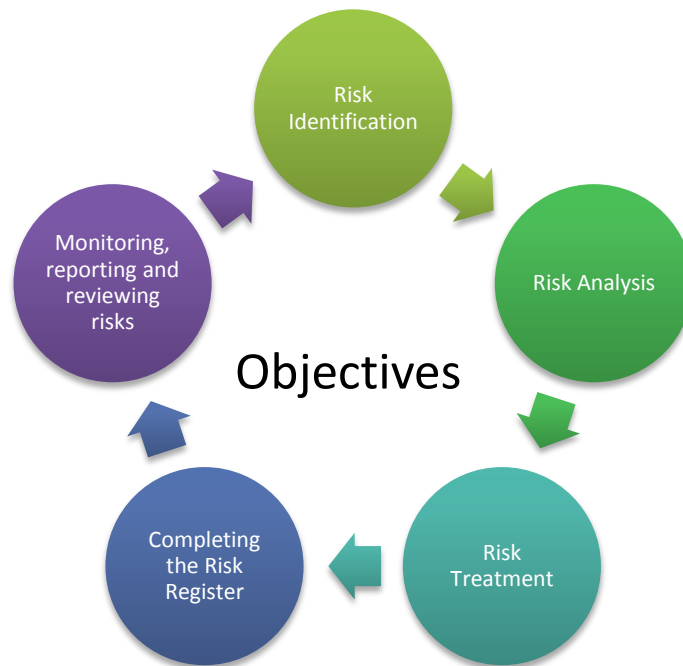 Risk
Identification
Risk Analysis
Risk
Treatment
Completing
the Risk
Register
Monitoring,
reporting and
reviewing
risks
Objectives